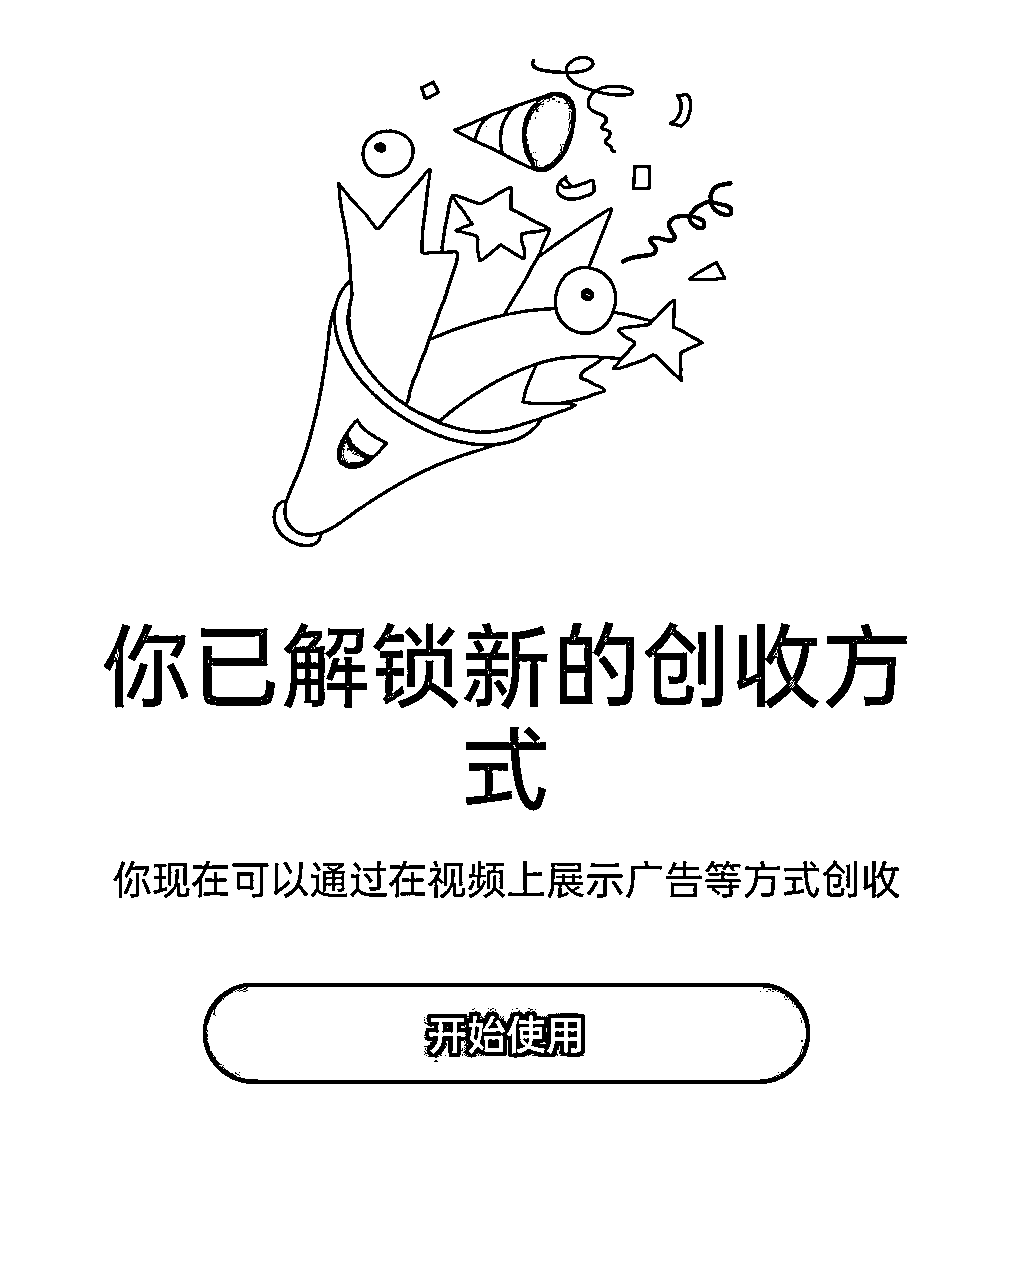 你已解锁新的创收方
式
你现在可以通过在视频上展示广告等方式创收
开始使用